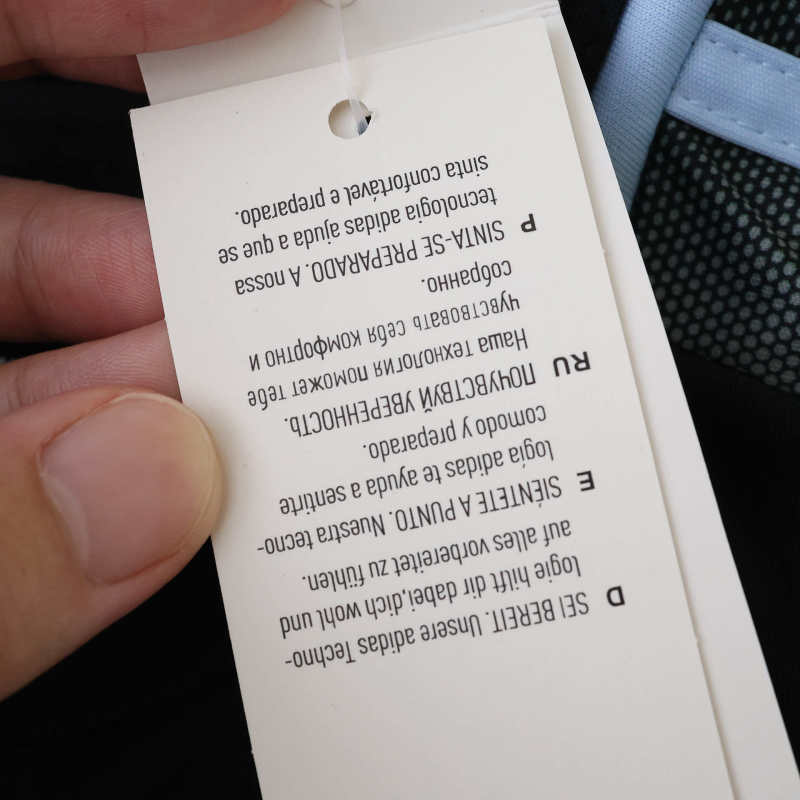 D SEI BEREIT. Unsere adidas Techno-
logie hilft dir dabei,dich wohl und
auf alles vorbereitet zu fühlen.
E SIÉNTETE A PUNTO. Nuestra tecno-
logía adidas te ayuda a sentirte
comodo y preparado.
RU ПОЧУВСТВУЙ УВЕРЕННОСТЬ.
Наша технология поможет тебе
чувствовать себя комфортно и
собранно.
P SINTA-SE PREPARADO. A nossa
tecnologia adidas ajuda a que se
sinta confortável e preparado.